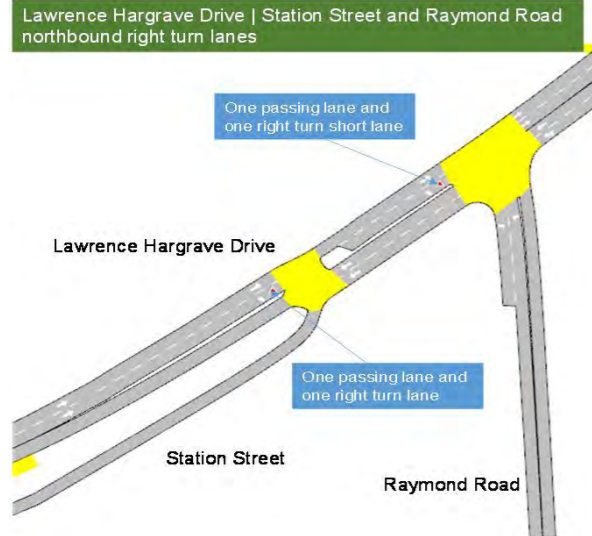 Lawrence Hargrave Drive | Station Street and Raymond Road
northbound right turn lanes
One passing lane and
one right turn short lane
Lawrence Hargrave Drive
One passing lane and
one right turn lane
Station Street
Raymond Road